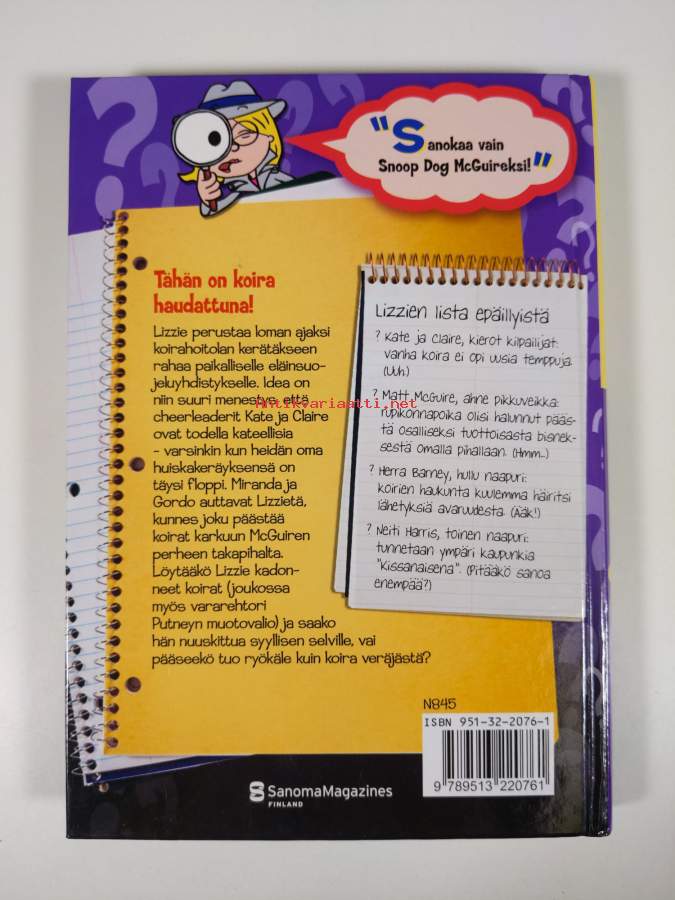 "Sanokaa vain
Snoop Dog McGuireksi!"
Tähän on koira
haudattuna!
Lizzie perustaa loman ajaksi
koirahoitolan kerätäkseen
rahaa paikalliselle eläinsuo-
jeluyhdistykselle. Idea on
niin suuri menestys, että
cheerleaderit Kate ja Claire
ovat todella kateellisia
- varsinkin kun heidän oma
huiskakeräyksensä on
täysi floppi. Miranda ja
Gordo auttavat Lizzietä,
kunnes joku päästää
koirat karkuun McGuiren
perheen takapihalta.
Löytääkö Lizzie kadon-
neet koirat (joukossa
myös vararehtori
Putneyn muotovalio) ja saako
hän nuuskittua syyllisen selville, vai
pääseekö tuo ryökäle kuin koira veräjästä?
Lizzien lista epäillyistä
? Kate ja Claire, kierot kilpailijat:
vanha koira ei opi uusia temppuja.
(Uuh.)
? Matt McGuire, ahne pikkuveikka:
rupikonnapoika olisi halunnut pääs-
tä osalliseksi tuottoisasta bisnek-
sestä omalla pihallaan. (Hmm...)
? Herra Barney, hullu naapuri:
koirien haukunta kuulemma häiritsi
lähetyksiä avaruudesta. (Ääk!)
? Neiti Harris, toinen naapuri:
tunnetaan ympäri kaupunkia
"Kissanaisena". (Pitääkö sanoa
enempää?)
Antikvariaatti.net
N845
ISBN 951-32-2076-1
9 789513 220761
SanomaMagazines
FINLAND